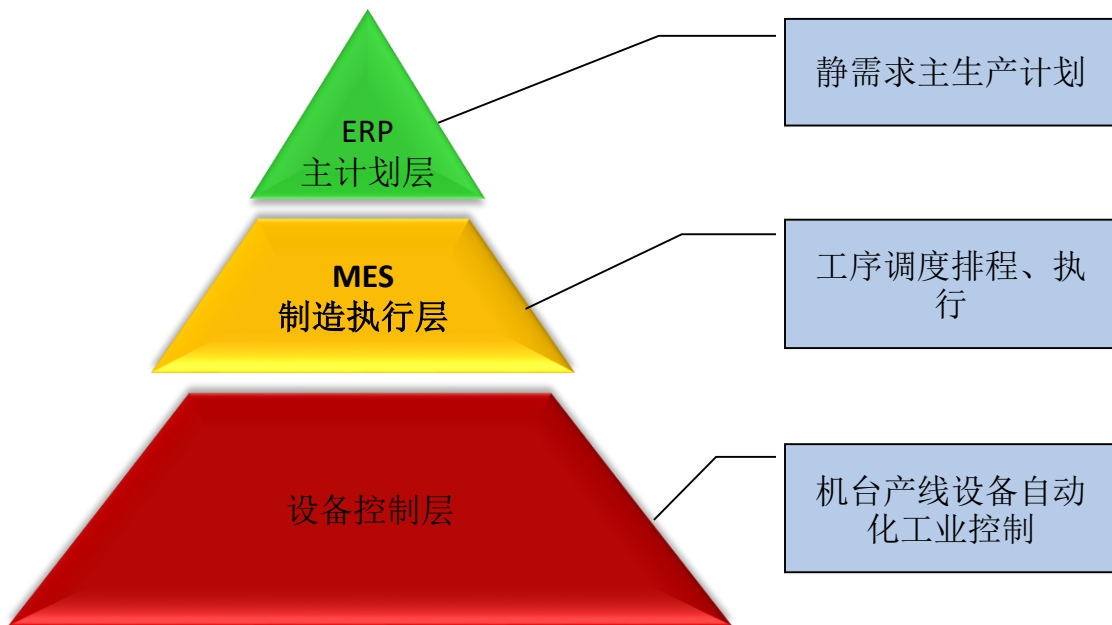 ERP
主计划层
静需求主生产计划
MES
制造执行层
工序调度排程、执
行
设备控制层
机台产线设备自动
化工业控制